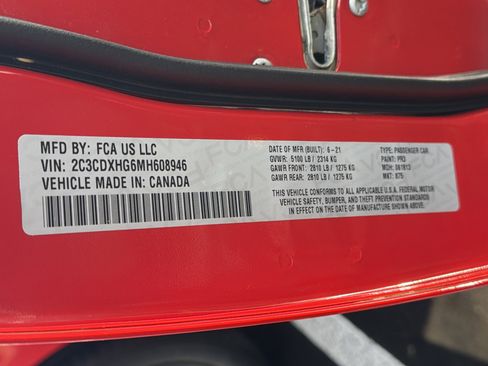 MFD BY: FCA US LLC
VIN: 2C3CDXHG6MH608946
VEHICLE MADE IN: CANADA
DATE OF MFR (BUILT): 6-21
GVWR: 5100 LB / 2314 KG
GAWR FRONT: 2810 LB / 1275 KG
GAWR REAR: 2810 LB / 1275 KG
TYPE: PASSENGER CAR
PAINT: PR3
MDH: 061813
MKT: B75
THIS VEHICLE CONFORMS TO ALL APPLICABLE U.S.A. FEDERAL MOTOR
VEHICLE SAFETY, BUMPER, AND THEFT PREVENTION STANDARDS
IN EFFECT ON THE DATE OF MANUFACTURE SHOWN ABOVE.